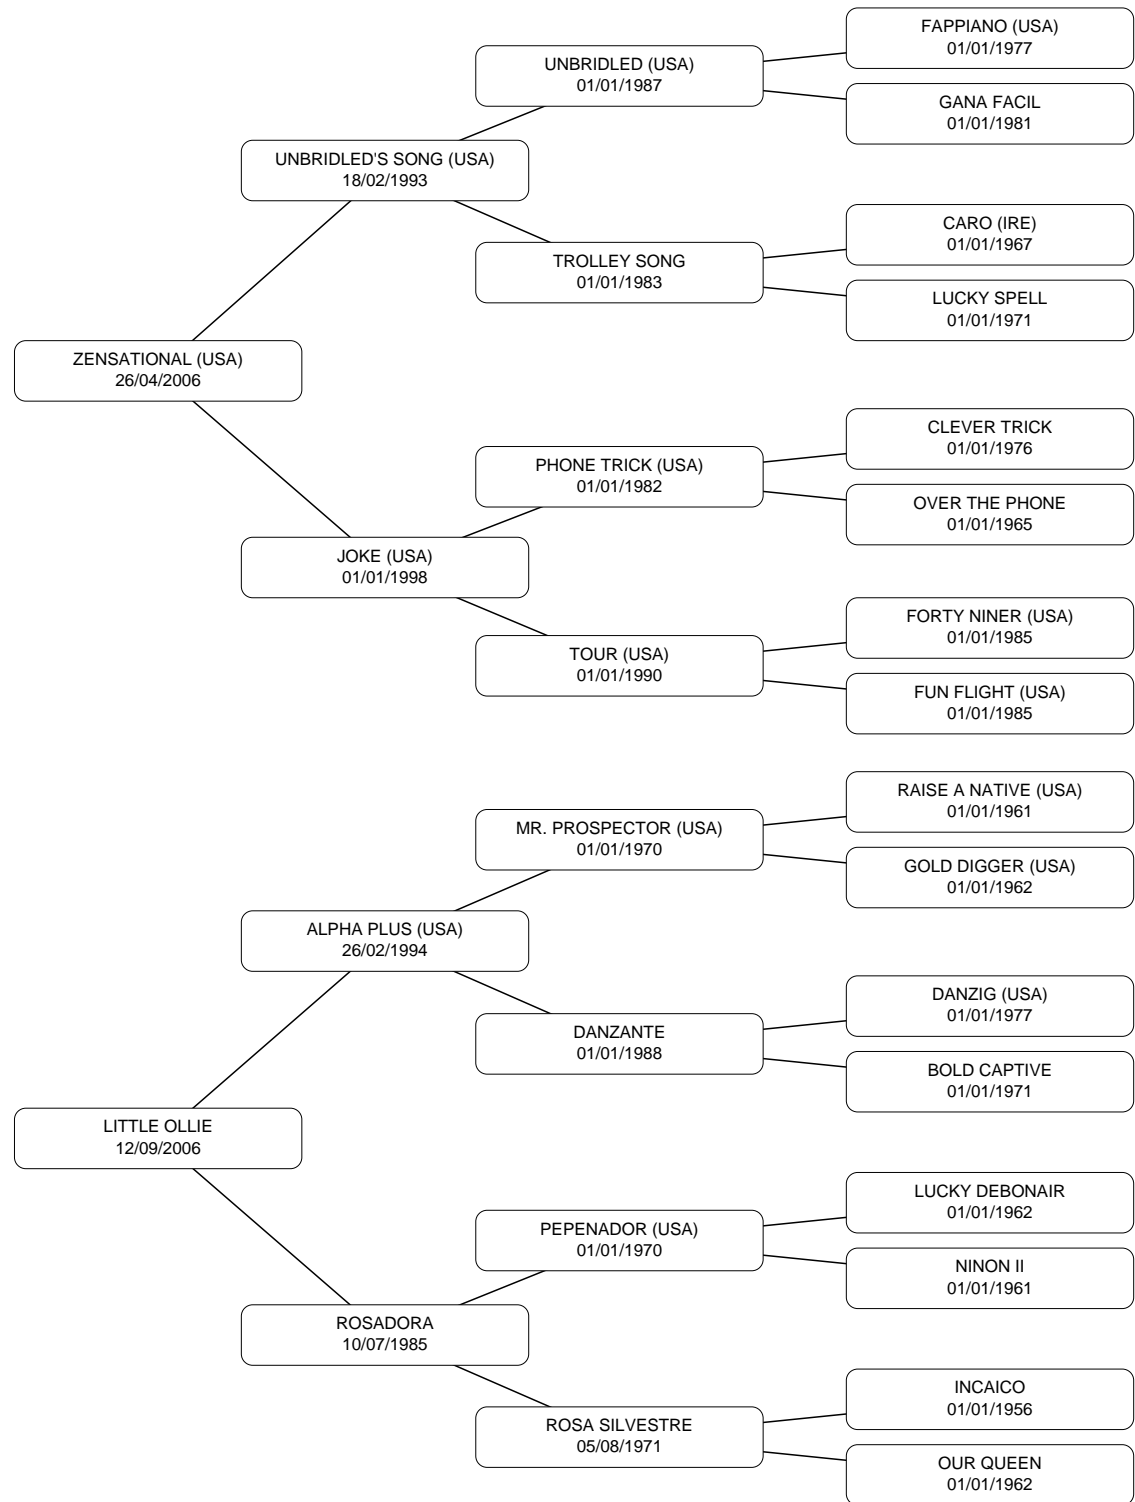 FAPPIANO (USA)
01/01/1977
UNBRIDLED (USA)
01/01/1987
GANA FACIL
01/01/1981
UNBRIDLED'S SONG (USA)
18/02/1993
CARO (IRE)
01/01/1967
TROLLEY SONG
01/01/1983
LUCKY SPELL
01/01/1971
ZENSATIONAL (USA)
26/04/2006
CLEVER TRICK
01/01/1976
PHONE TRICK (USA)
01/01/1982
OVER THE PHONE
01/01/1965
JOKE (USA)
01/01/1998
FORTY NINER (USA)
01/01/1985
TOUR (USA)
01/01/1990
FUN FLIGHT (USA)
01/01/1985
RAISE A NATIVE (USA)
01/01/1961
MR. PROSPECTOR (USA)
01/01/1970
GOLD DIGGER (USA)
01/01/1962
ALPHA PLUS (USA)
26/02/1994
DANZIG (USA)
01/01/1977
DANZANTE
01/01/1988
BOLD CAPTIVE
01/01/1971
LITTLE OLLIE
12/09/2006
LUCKY DEBONAIR
01/01/1962
PEPENADOR (USA)
01/01/1970
NINON II
01/01/1961
ROSADORA
10/07/1985
INCAICO
01/01/1956
ROSA SILVESTRE
05/08/1971
OUR QUEEN
01/01/1962